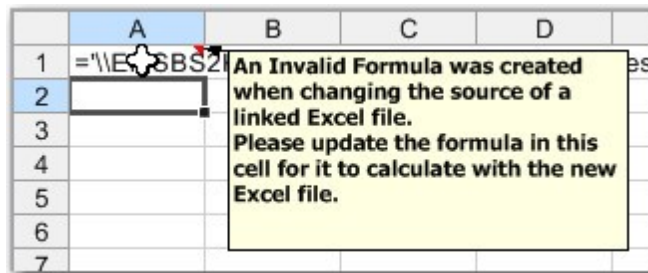 A B C D
1 ='\\E SBS2 es
An Invalid Formula was created
when changing the source of a
linked Excel file.
Please update the formula in this
cell for it to calculate with the new
Excel file.
2
3
4
5
6
7